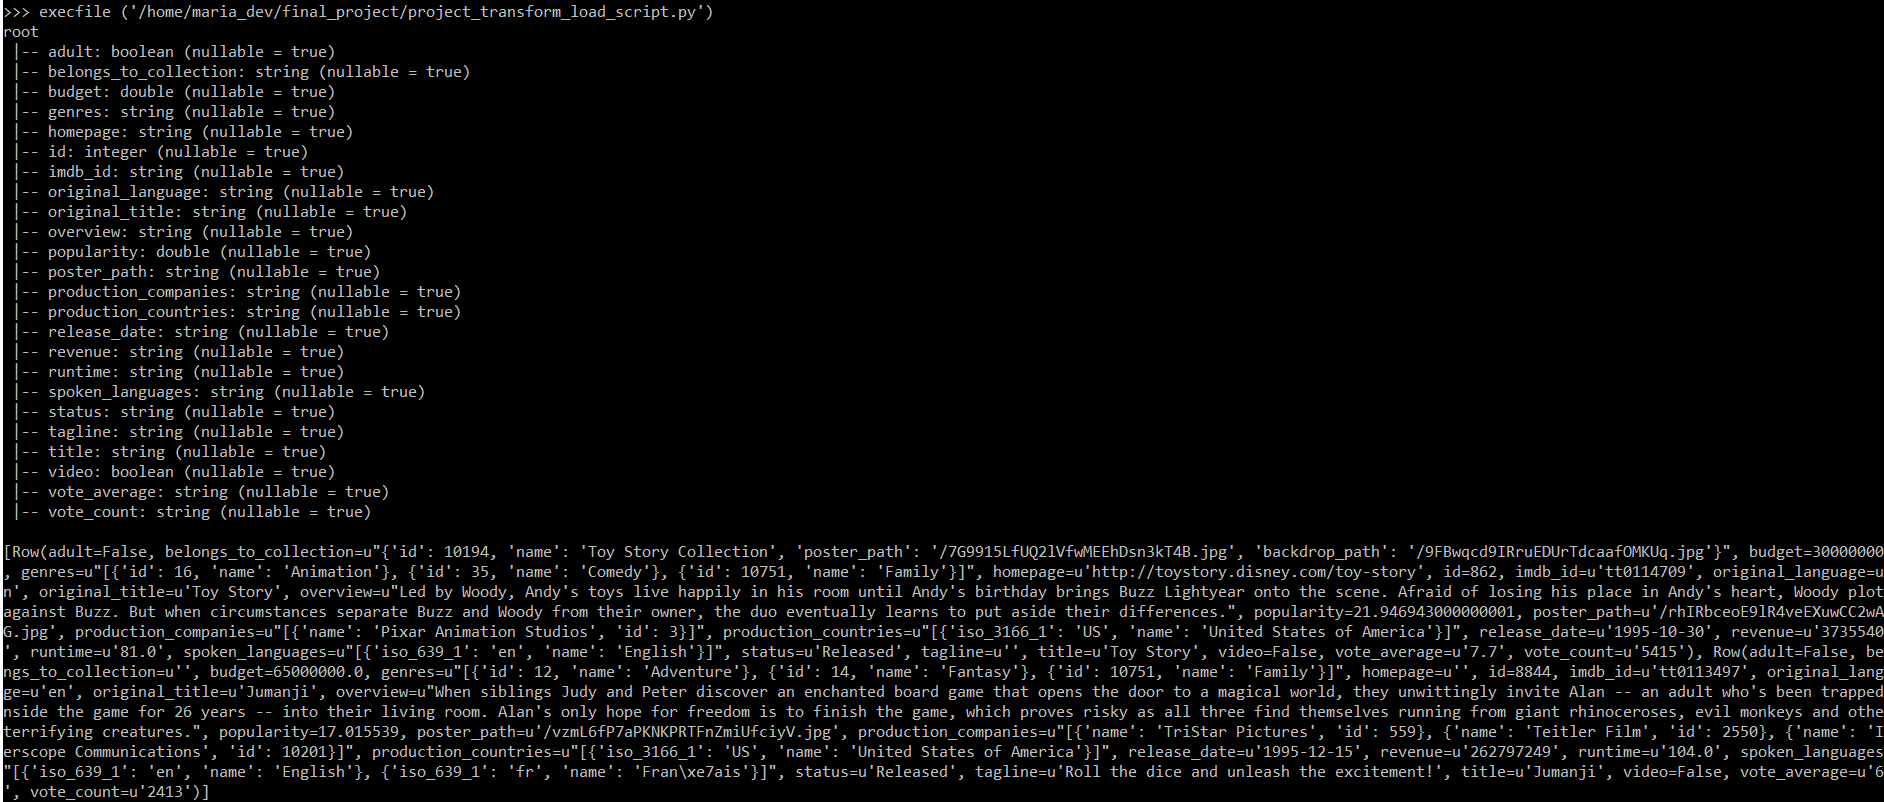 >>> execfile ('/home/maria_dev/final_project/project_transform_load_script.py')
root
 |-- adult: boolean (nullable = true)
 |-- belongs_to_collection: string (nullable = true)
 |-- budget: double (nullable = true)
 |-- genres: string (nullable = true)
 |-- homepage: string (nullable = true)
 |-- id: integer (nullable = true)
 |-- imdb_id: string (nullable = true)
 |-- original_language: string (nullable = true)
 |-- original_title: string (nullable = true)
 |-- overview: string (nullable = true)
 |-- popularity: double (nullable = true)
 |-- poster_path: string (nullable = true)
 |-- production_companies: string (nullable = true)
 |-- production_countries: string (nullable = true)
 |-- release_date: string (nullable = true)
 |-- revenue: string (nullable = true)
 |-- runtime: string (nullable = true)
 |-- spoken_languages: string (nullable = true)
 |-- status: string (nullable = true)
 |-- tagline: string (nullable = true)
 |-- title: string (nullable = true)
 |-- video: boolean (nullable = true)
 |-- vote_average: string (nullable = true)
 |-- vote_count: string (nullable = true)
[Row(adult=False, belongs_to_collection=u"{'id': 10194, 'name': 'Toy Story Collection', 'poster_path': '/7G9915LfUQ2lVfwMEEhDsn3kT4B.jpg', 'backdrop_path': '/9FBwqcd9IRruEDUrTdcaafOMKUq.jpg'}", budget=30000000
, genres=u"[{'id': 16, 'name': 'Animation'}, {'id': 35, 'name': 'Comedy'}, {'id': 10751, 'name': 'Family'}]", homepage=u'http://toystory.disney.com/toy-story', id=862, imdb_id=u'tt0114709', original_language=u
n', original_title=u'Toy Story', overview=u"Led by Woody, Andy's toys live happily in his room until Andy's birthday brings Buzz Lightyear onto the scene. Afraid of losing his place in Andy's heart, Woody plot
against Buzz. But when circumstances separate Buzz and Woody from their owner, the duo eventually learns to put aside their differences.", popularity=21.946943000000001, poster_path=u'/rhIRbceoE9lR4veEXuwCC2wA
G.jpg', production_companies=u"[{'name': 'Pixar Animation Studios', 'id': 3}]", production_countries=u"[{'iso_3166_1': 'US', 'name': 'United States of America'}]", release_date=u'1995-10-30', revenue=u'3735540
', runtime=u'81.0', spoken_languages=u"[{'iso_639_1': 'en', 'name': 'English'}]", status=u'Released', tagline=u'', title=u'Toy Story', video=False, vote_average=u'7.7', vote_count=u'5415'), Row(adult=False, be
ngs_to_collection=u'', budget=65000000.0, genres=u"[{'id': 12, 'name': 'Adventure'}, {'id': 14, 'name': 'Fantasy'}, {'id': 10751, 'name': 'Family'}]", homepage=u'', id=8844, imdb_id=u'tt0113497', original_lang
ge=u'en', original_title=u'Jumanji', overview=u"When siblings Judy and Peter discover an enchanted board game that opens the door to a magical world, they unwittingly invite Alan -- an adult who's been trapped
nside the game for 26 years -- into their living room. Alan's only hope for freedom is to finish the game, which proves risky as all three find themselves running from giant rhinoceroses, evil monkeys and othe
terrifying creatures.", popularity=17.015539, poster_path=u'/vzmL6fP7aPKNKPRTFnZmiUfciyV.jpg', production_companies=u"[{'name': 'TriStar Pictures', 'id': 559}, {'name': 'Teitler Film', 'id': 2550}, {'name': 'I
erscope Communications', 'id': 10201}]", production_countries=u"[{'iso_3166_1': 'US', 'name': 'United States of America'}]", release_date=u'1995-12-15', revenue=u'262797249', runtime=u'104.0', spoken_languages
"[{'iso_639_1': 'en', 'name': 'English'}, {'iso_639_1': 'fr', 'name': 'Fran\xe7ais'}]", status=u'Released', tagline=u'Roll the dice and unleash the excitement!', title=u'Jumanji', video=False, vote_average=u'6
', vote_count=u'2413')]